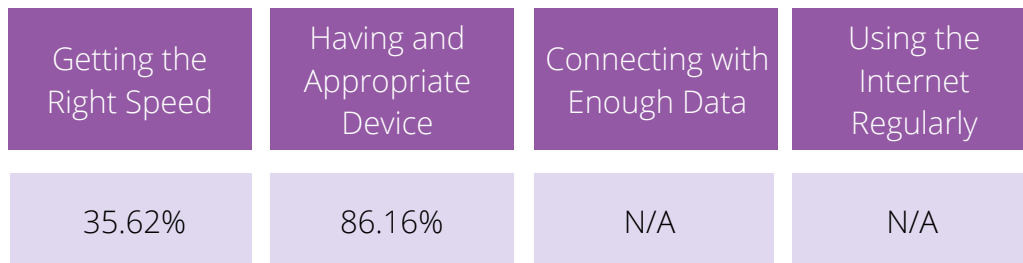 Getting the
Right Speed
Having and
Appropriate
Device
Connecting with
Enough Data
Using the
Internet
Regularly
35.62%
86.16%
N/A
N/A